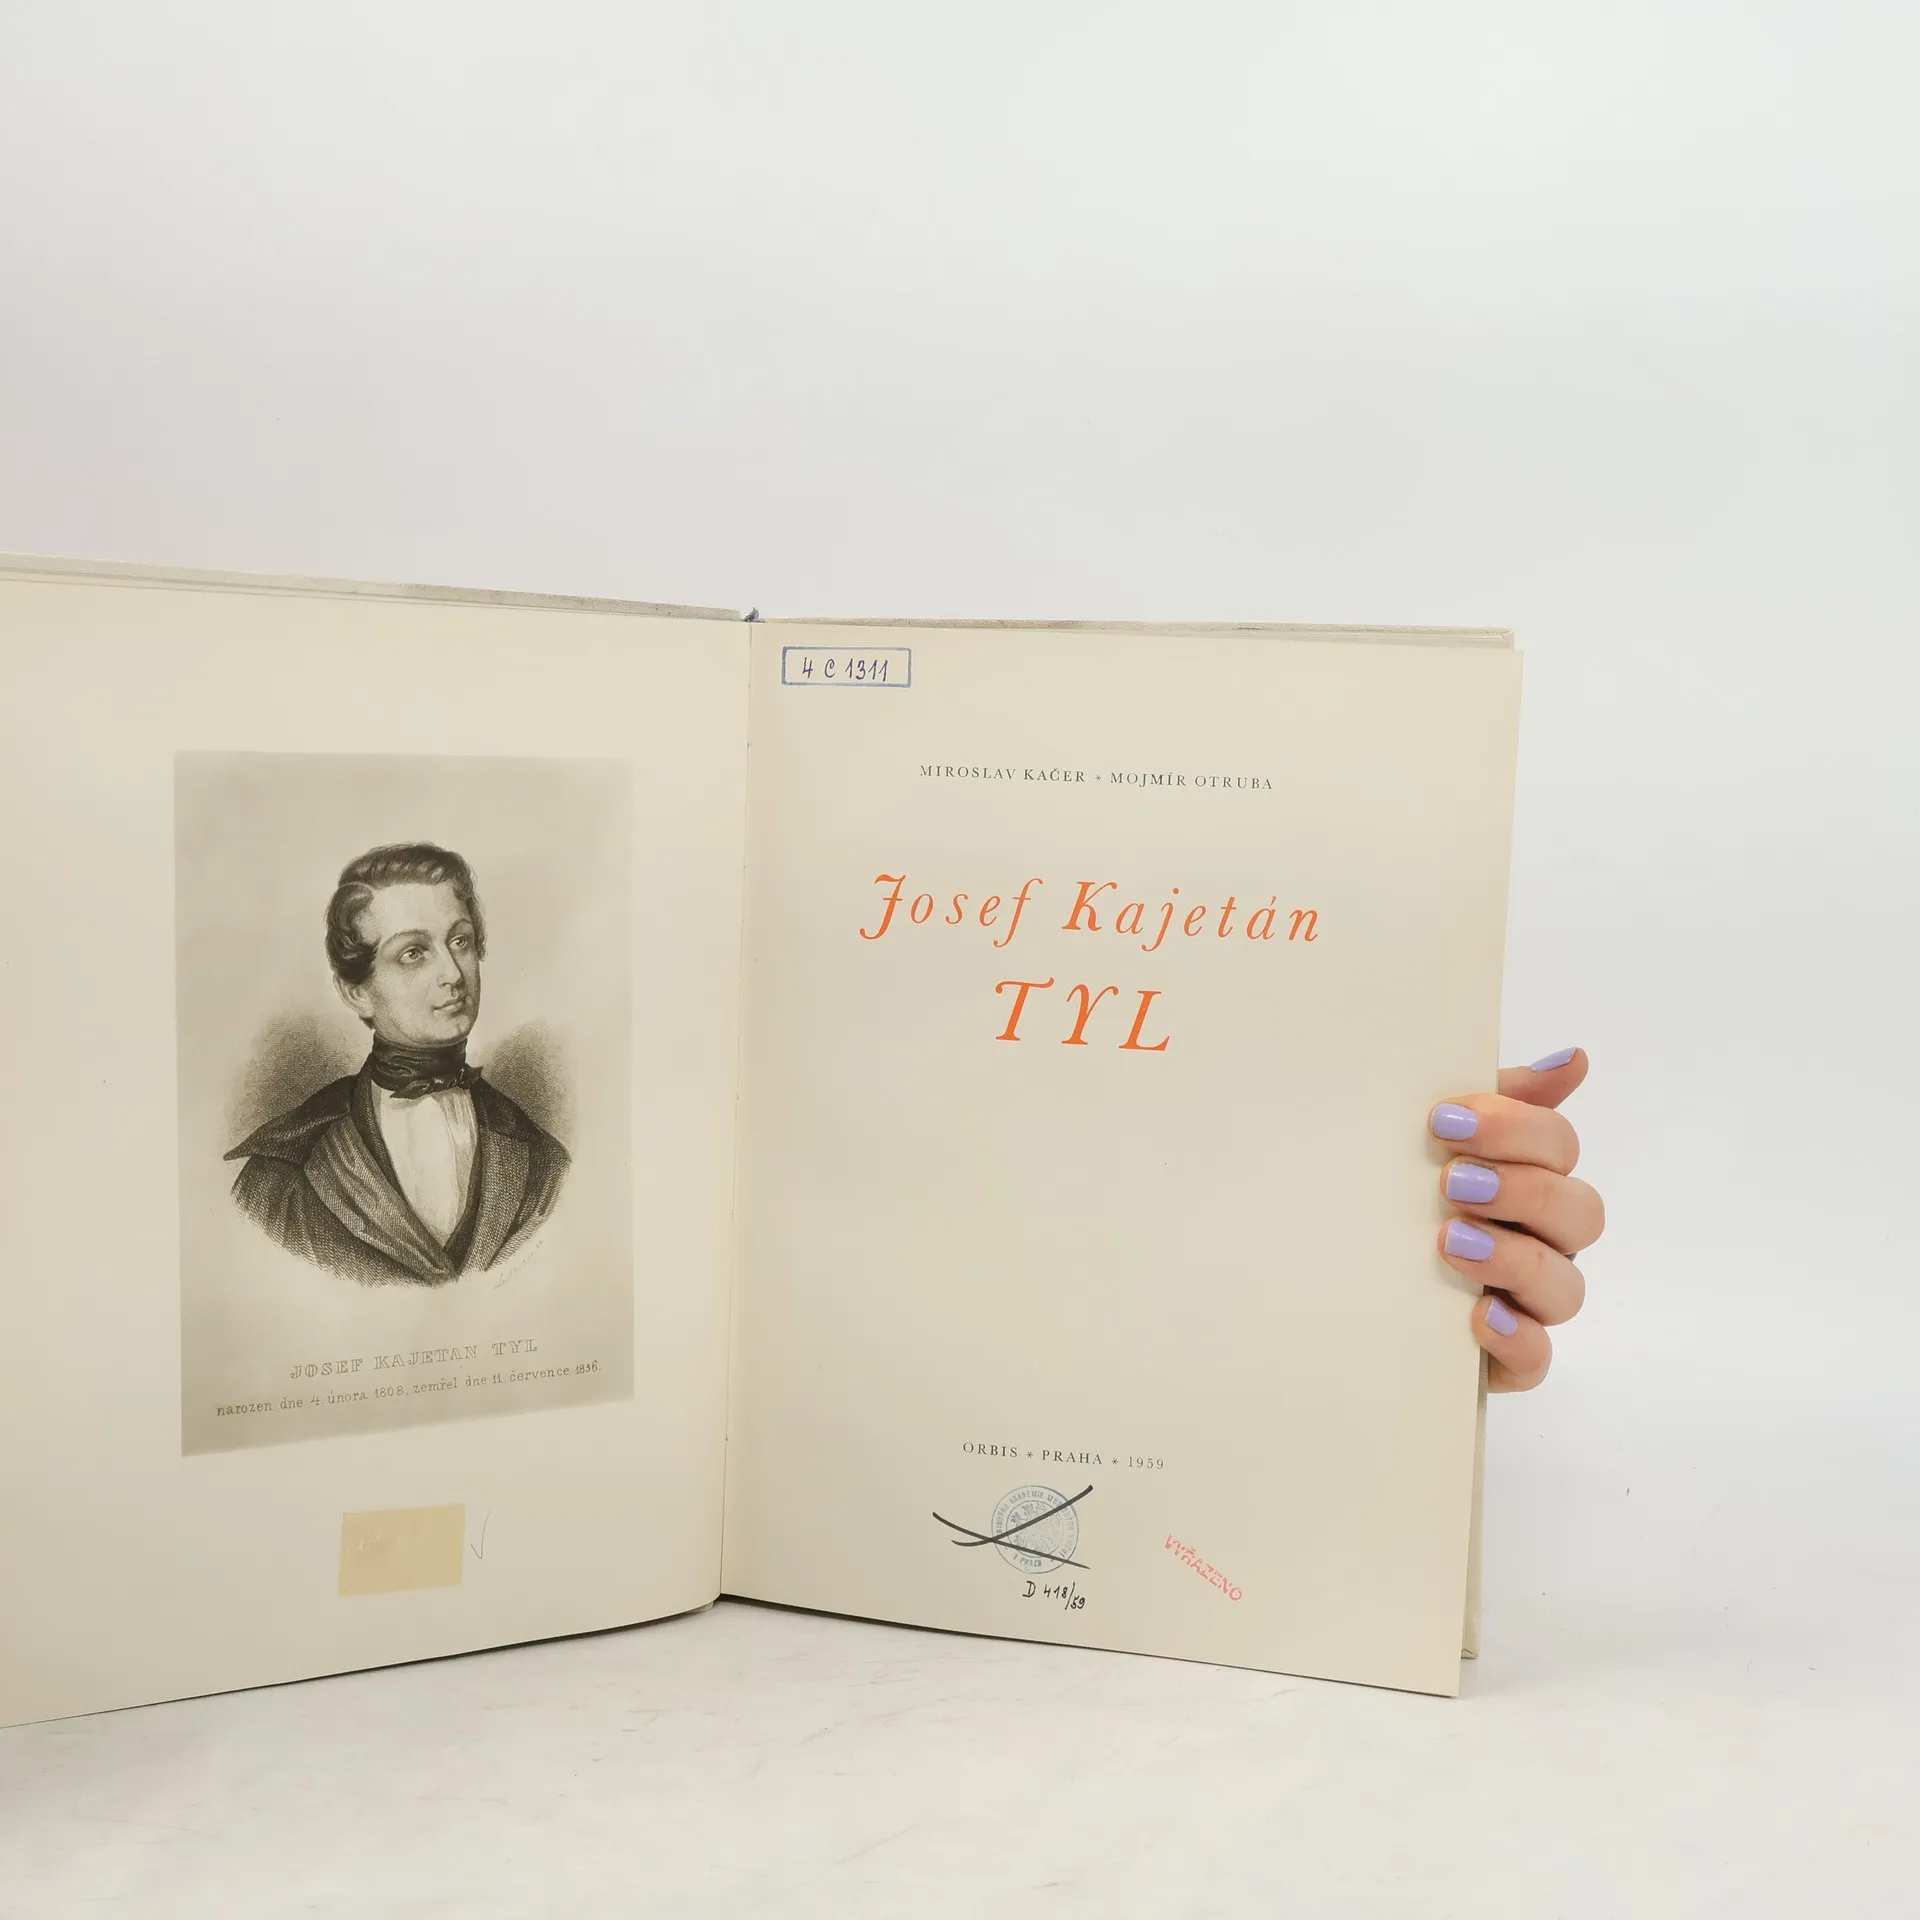 JOSEF KAJETAN TYL
narozen dne 4. února 1808, zemřel dne 11. července 1856.
4 C 1311
MIROSLAV KAČER * MOJMÍR OTRUBA
Josef Kajetán
TYL
ORBIS * PRAHA * 1959
D 418/59
VYŘAZENO